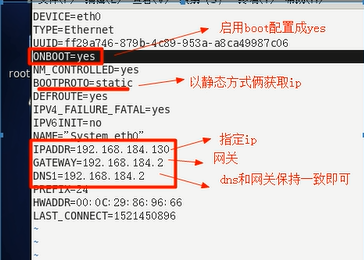 DEVICE=eth0
TYPE=Ethernet
UUID=ff29a746-879b-4c89-953a-a8ca49987c06
ONBOOT=yes
启用boot配置成yes
root
NM_CONTROLLED=yes
BOOTPROTO=static
以静态方式俩获取ip
DEFROUTE=yes
IPV4_FAILURE_FATAL=yes
IPV6INIT=no
NAME="System eth0"
IPADDR=192.168.184.130
指定ip
GATEWAY=192.168.184.2
网关
DNS1=192.168.184.2
dns和网关保持一致即可
PREFIX=24
HWADDR=00:0C:29:86:96:66
LAST_CONNECT=1521450896
~
~
~